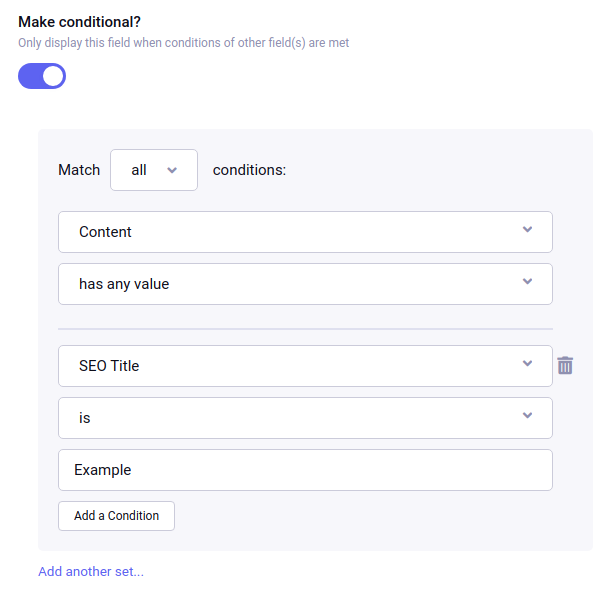 Make conditional?
Only display this field when conditions of other field(s) are met
Match all conditions:
Content
has any value
SEO Title
is
Example
Add a Condition
Add another set...